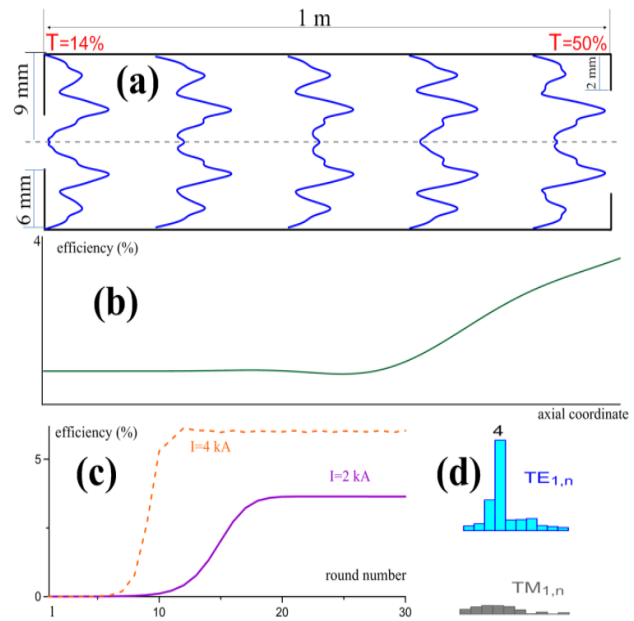 1 m
T=14%
T=50%
(a)
9 mm
2 mm
6 mm
4
efficiency (%)
(b)
axial coordinate
efficiency (%)
4
5
I=4 kA
(c)
I=2 kA
(d)
TE1,n
round number
TM1,n
0
1
10
20
30